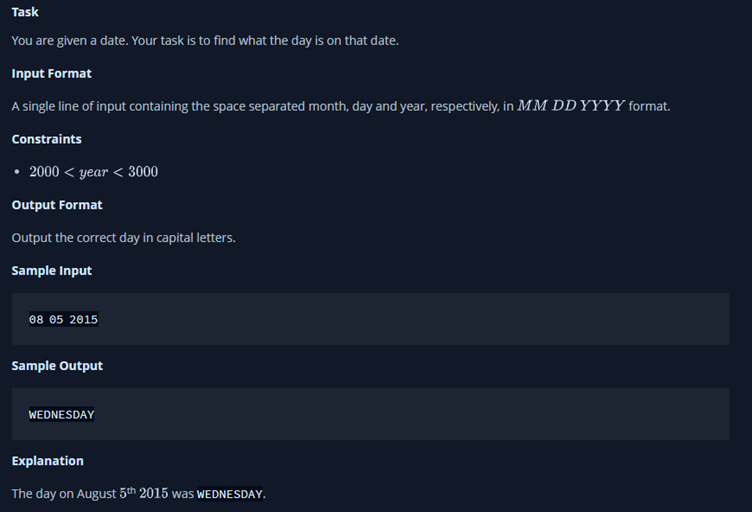 Task
You are given a date. Your task is to find what the day is on that date.
Input Format
A single line of input containing the space separated month, day and year, respectively, in MM DD YYYY format.
Constraints
• 2000 < year < 3000
Output Format
Output the correct day in capital letters.
Sample Input
08 05 2015
Sample Output
WEDNESDAY
Explanation
The day on August 5th 2015 was WEDNESDAY.